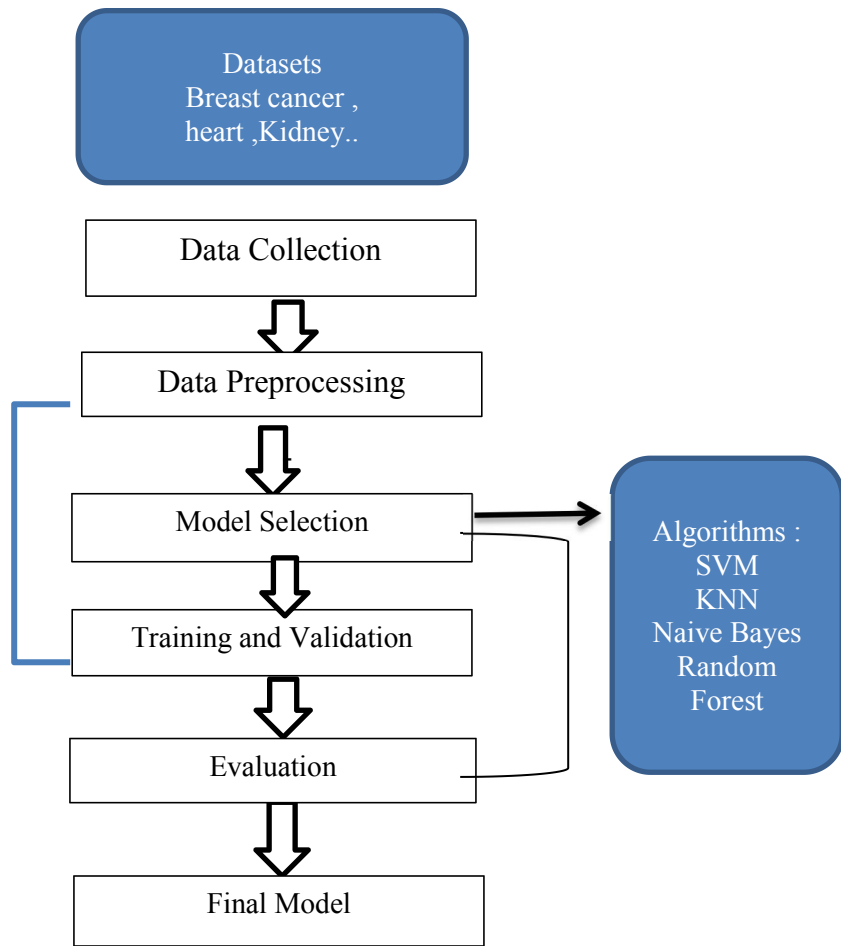 Datasets
Breast cancer ,
heart ,Kidney..
Data Collection
Data Preprocessing
Model Selection
Training and Validation
Evaluation
Final Model
Algorithms :
SVM
KNN
Naive Bayes
Random
Forest